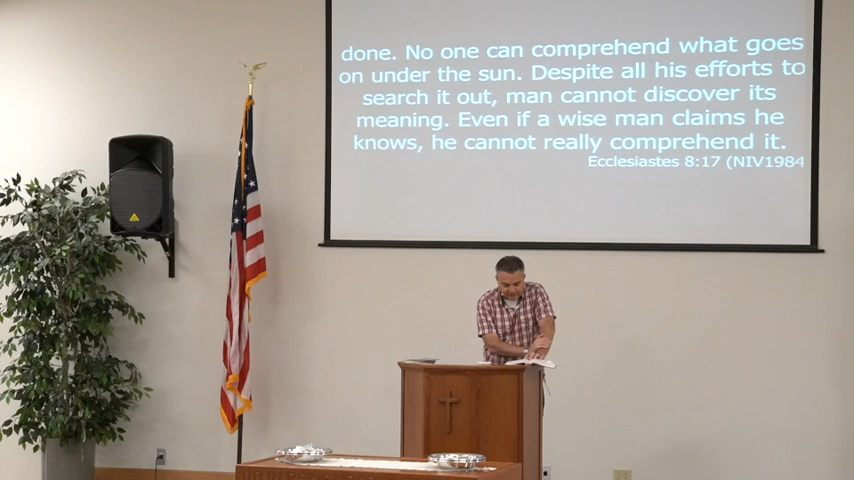 done. No one can comprehend what goes
on under the sun. Despite all his efforts to
search it out, man cannot discover its
meaning. Even if a wise man claims he
knows, he cannot really comprehend it.
Ecclesiastes 8:17 (NIV1984